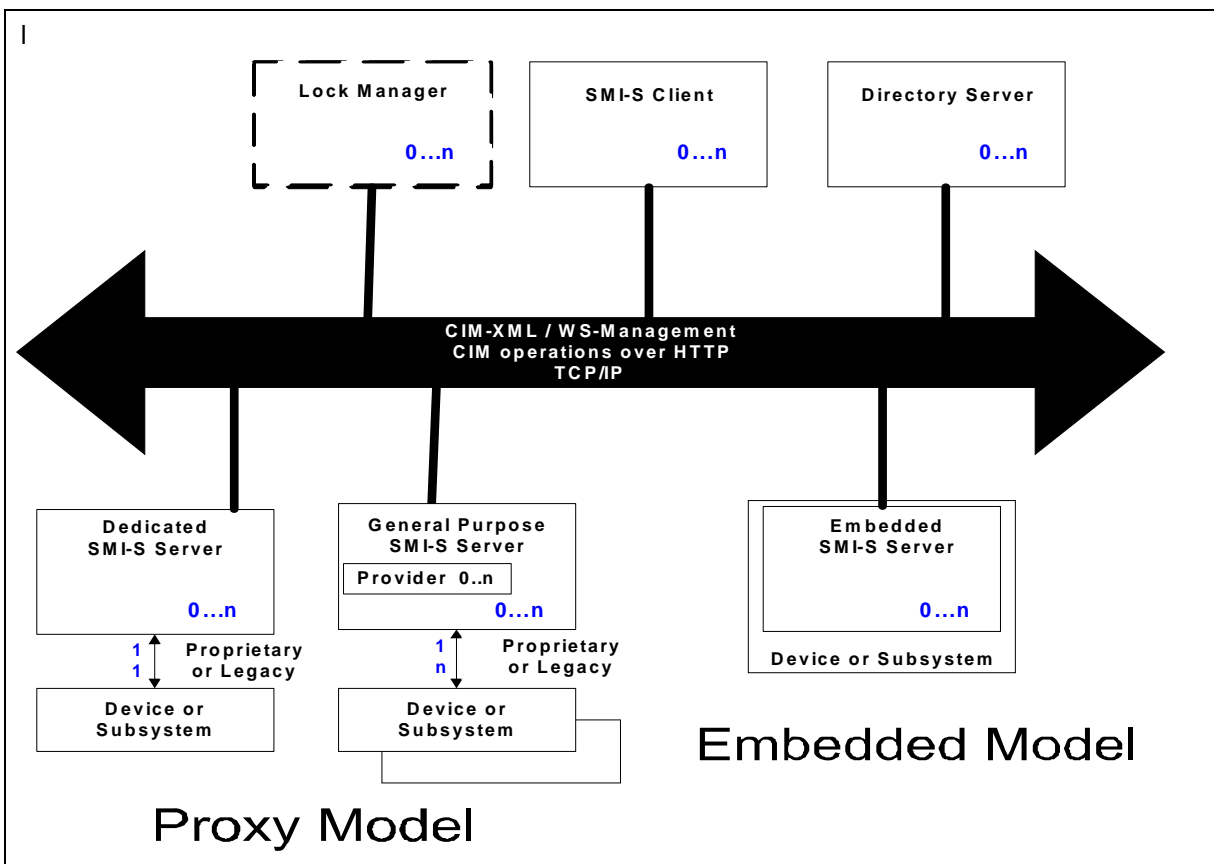 |
Lock Manager
0...n
SMI-S Client
0...n
Directory Server
0...n
CIM-XML / WS-Management
CIM operations over HTTP
TCP/IP
Dedicated
SMI-S Server
0...n
General Purpose
SMI-S Server
Provider 0..n
0...n
Embedded
SMI-S Server
0...n
Device or Subsystem
1
1
Proprietary
or Legacy
1
n
Proprietary
or Legacy
Device or
Subsystem
Device or
Subsystem
Embedded Model
Proxy Model